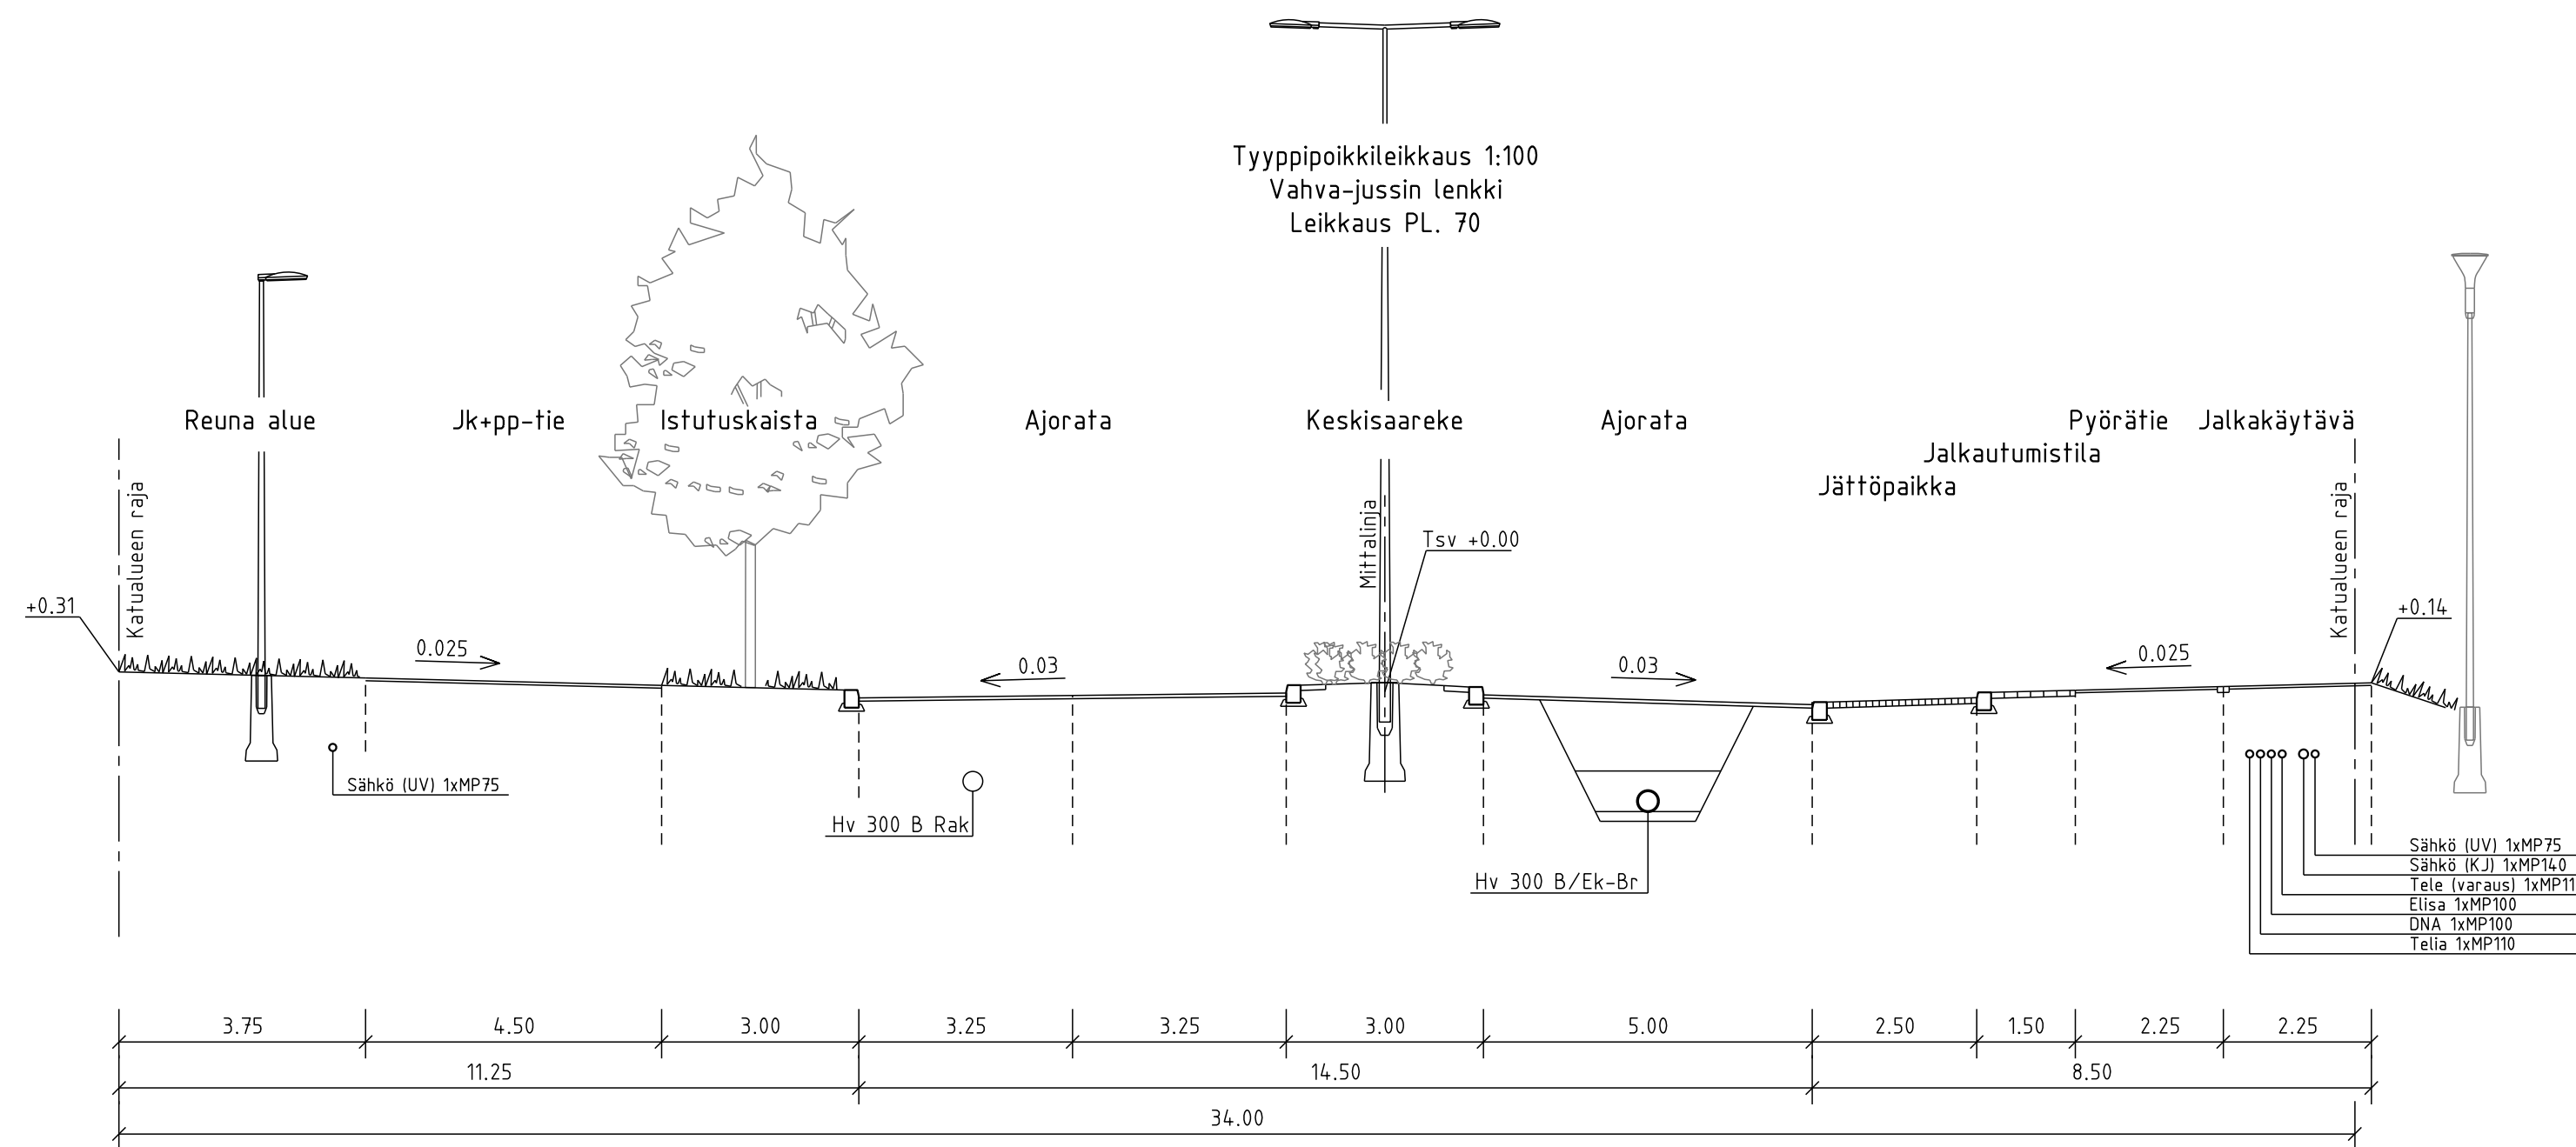 Tyyppipoikkileikkaus 1:100
Vahva-jussin lenkki
Leikkaus PL. 70
Reuna alue
Jk+pp-tie
Istutuskaista
Ajorata
Keskisaareke
Ajorata
Pyörätie
Jalkakäytävä
Jalkautumistila
Jättöpaikka
Katualueen raja
Mittalinja
Katualueen raja
Tsv +0.00
+0.31
+0.14
0.025
0.03
0.03
0.025
Sähkö (UV) 1xMP75
Hv 300 B Rak
Hv 300 B/Ek-Br
Sähkö (UV) 1xMP75
Sähkö (KJ) 1xMP140
Tele (varaus) 1xMP11
Elisa 1xMP100
DNA 1xMP100
Telia 1xMP110
3.75
4.50
3.00
3.25
3.25
3.00
5.00
2.50
1.50
2.25
2.25
11.25
14.50
8.50
34.00